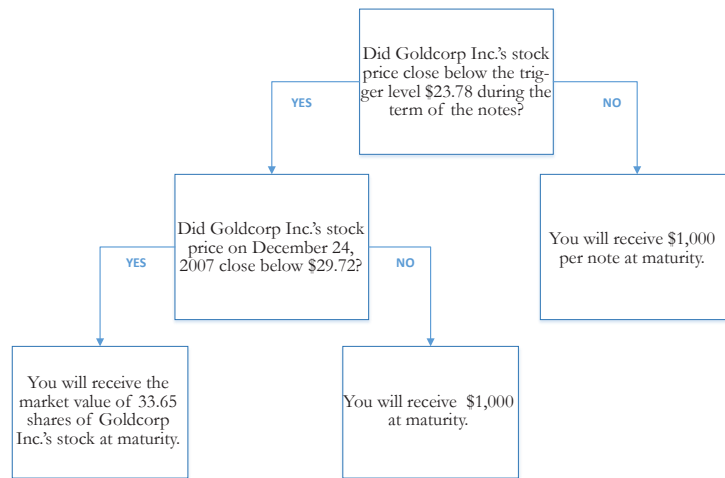 Did Goldcorp Inc.'s stock
price close below the trig-
ger level $23.78 during the
term of the notes?
YES
NO
Did Goldcorp Inc.'s stock
price on December 24,
2007 close below $29.72?
You will receive $1,000
per note at maturity.
YES
NO
You will receive the
market value of 33.65
shares of Goldcorp
Inc.'s stock at maturity.
You will receive $1,000
at maturity.